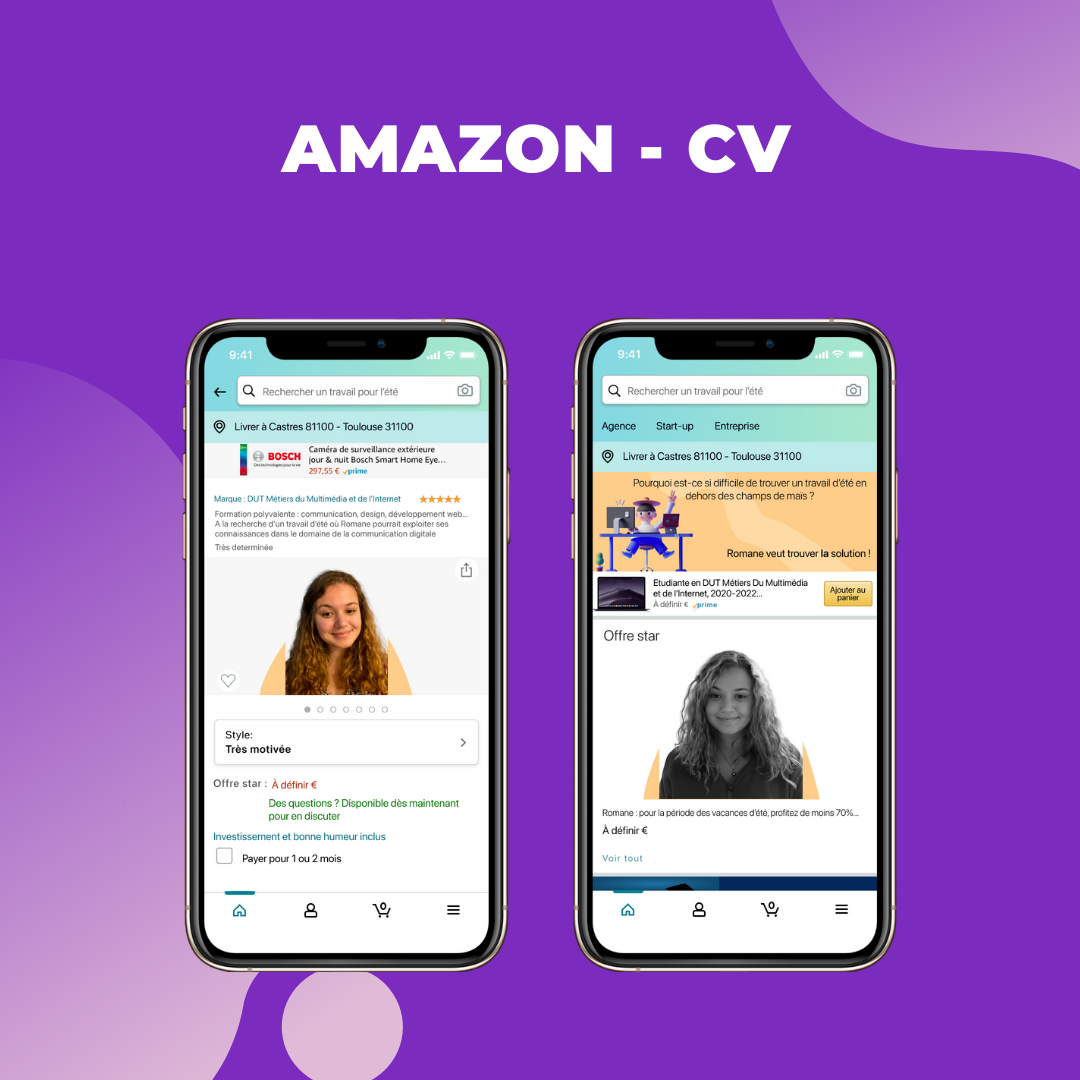 AMAZON - CV
9:41
Rechercher un travail pour l'été
Livrer à Castres 81100 - Toulouse 31100
BOSCH
Des technologies pour la vie
Caméra de surveillance extérieure
jour & nuit Bosch Smart Home Eye...
297,55 € prime
Marque : DUT Métiers du Multimédia et de l'Internet
Formation polyvalente : communication, design, développement web...
A la recherche d'un travail d'été où Romane pourrait exploiter ses
connaissances dans le domaine de la communication digitale
Très determinée
Style:
Très motivée
Offre star : À définir €
Des questions ? Disponible dès maintenant
pour en discuter
Investissement et bonne humeur inclus
Payer pour 1 ou 2 mois
0
9:41
Rechercher un travail pour l'été
Agence Start-up Entreprise
Livrer à Castres 81100 - Toulouse 31100
Pourquoi est-ce si difficile de trouver un travail d'été en
dehors des champs de maïs ?
Romane veut trouver la solution !
Etudiante en DUT Métiers Du Multimédia
et de l'Internet, 2020-2022...
À définir € prime
Ajouter au
panier
Offre star
Romane : pour la période des vacances d'été, profitez de moins 70%...
À définir €
Voir tout
0